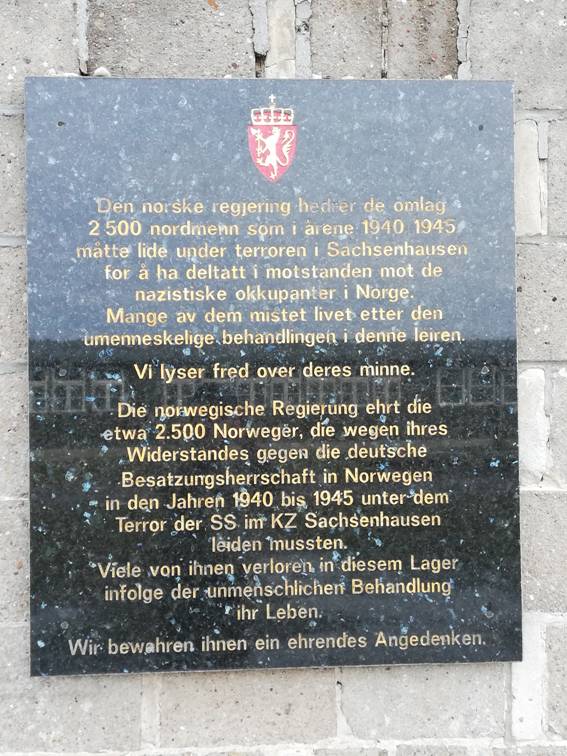 Den norske regjering hedrer de omlag
2 500 nordmenn som i årene 1940 1945
måtte lide under terroren i Sachsenhausen
for å ha deltatt i motstanden mot de
nazistiske okkupanter i Norge.
Mange av dem mistet livet etter den
umenneskelige behandlingen i denne leiren.
Vi lyser fred over deres minne.
Die norwegische Regierung ehrt die
etwa 2.500 Norweger, die wegen ihres
Widerstandes gegen die deutsche
Besatzungsherrschaft in Norwegen
in den Jahren 1940 bis 1945 unter dem
Terror der SS im KZ Sachsenhausen
leiden mussten.
Viele von ihnen verloren in diesem Lager
infolge der unmenschlichen Behandlung
ihr Leben.
Wir bewahren ihnen ein ehrendes Angedenken.